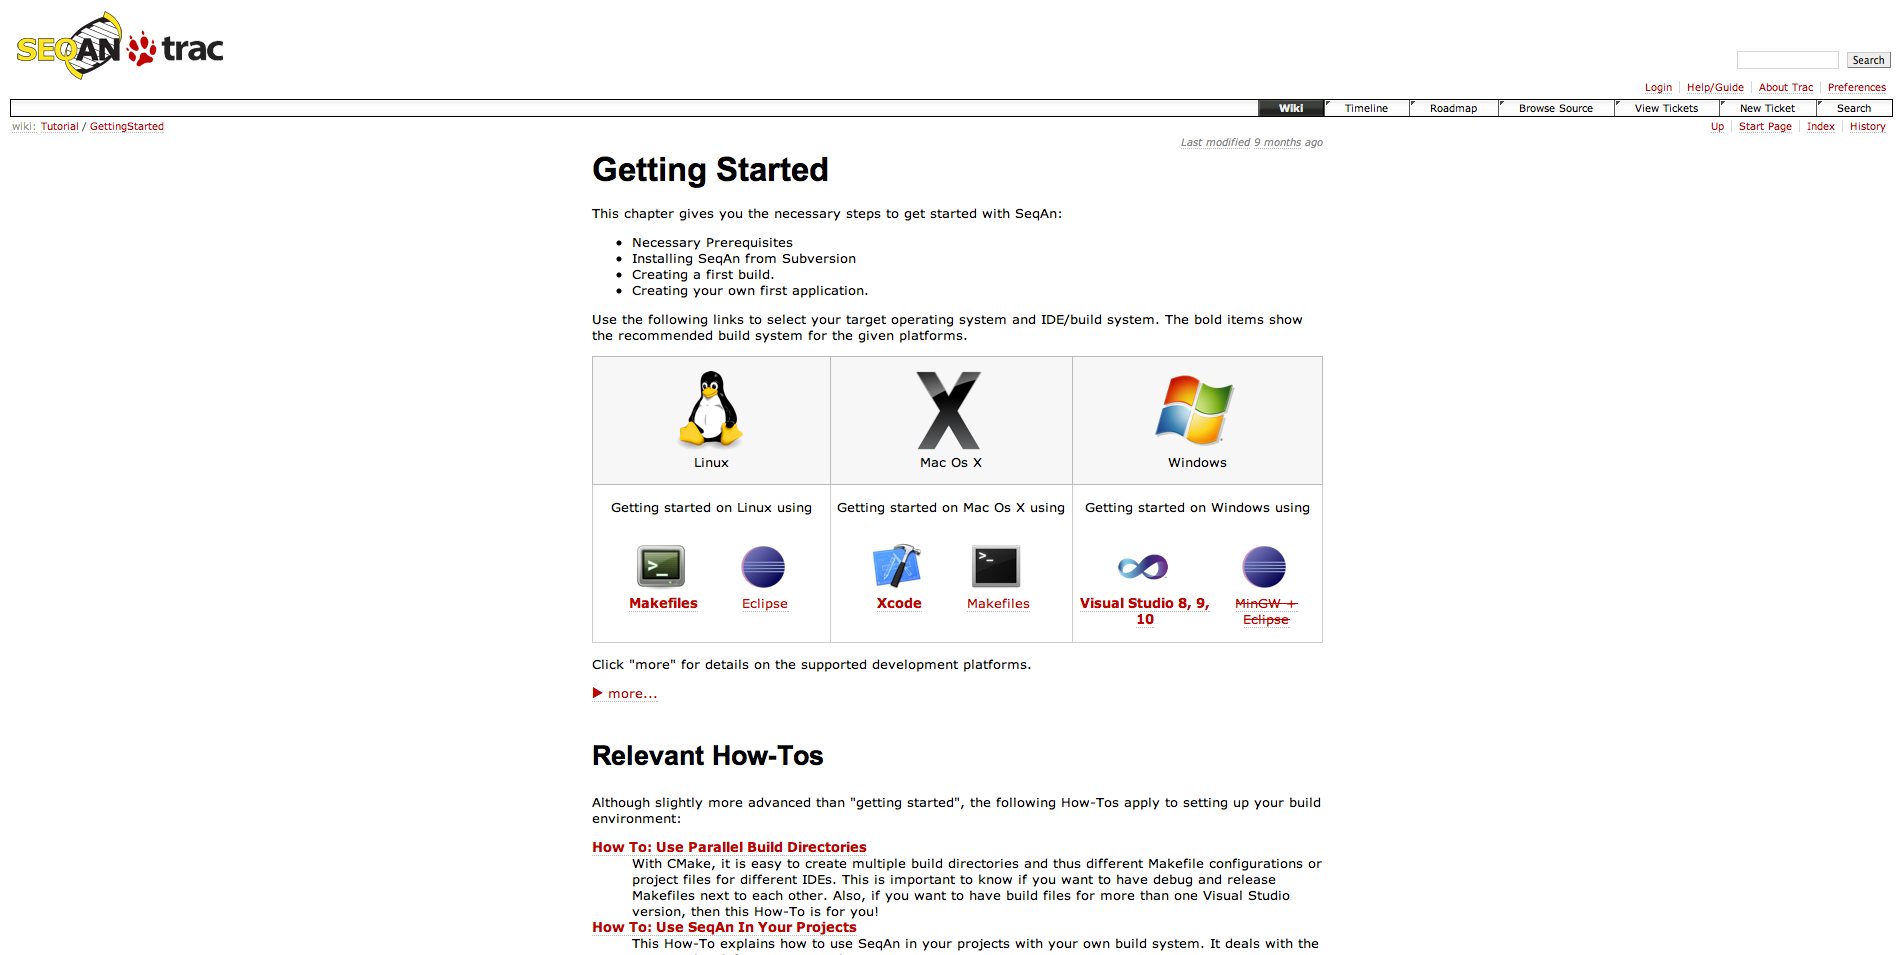 SEQAN trac
Search
Login Help/Guide About Trac Preferences
Wiki Timeline Roadmap Browse Source View Tickets New Ticket Search
wiki: Tutorial / GettingStarted
Up Start Page Index History
Last modified 9 months ago
Getting Started
This chapter gives you the necessary steps to get started with SeqAn:
• Necessary Prerequisites
• Installing SeqAn from Subversion
• Creating a first build.
• Creating your own first application.
Use the following links to select your target operating system and IDE/build system. The bold items show
the recommended build system for the given platforms.
Linux Mac Os X Windows
Getting started on Linux using Getting started on Mac Os X using Getting started on Windows using
Makefiles Eclipse Xcode Makefiles Visual Studio 8, 9, MinGW +
10 Eclipse
Click "more" for details on the supported development platforms.
more...
Relevant How-Tos
Although slightly more advanced than "getting started", the following How-Tos apply to setting up your build
environment:
How To: Use Parallel Build Directories
With CMake, it is easy to create multiple build directories and thus different Makefile configurations or
project files for different IDEs. This is important to know if you want to have debug and release
Makefiles next to each other. Also, if you want to have build files for more than one Visual Studio
version, then this How-To is for you!
How To: Use SeqAn In Your Projects
This How-To explains how to use SeqAn in your projects with your own build system. It deals with the